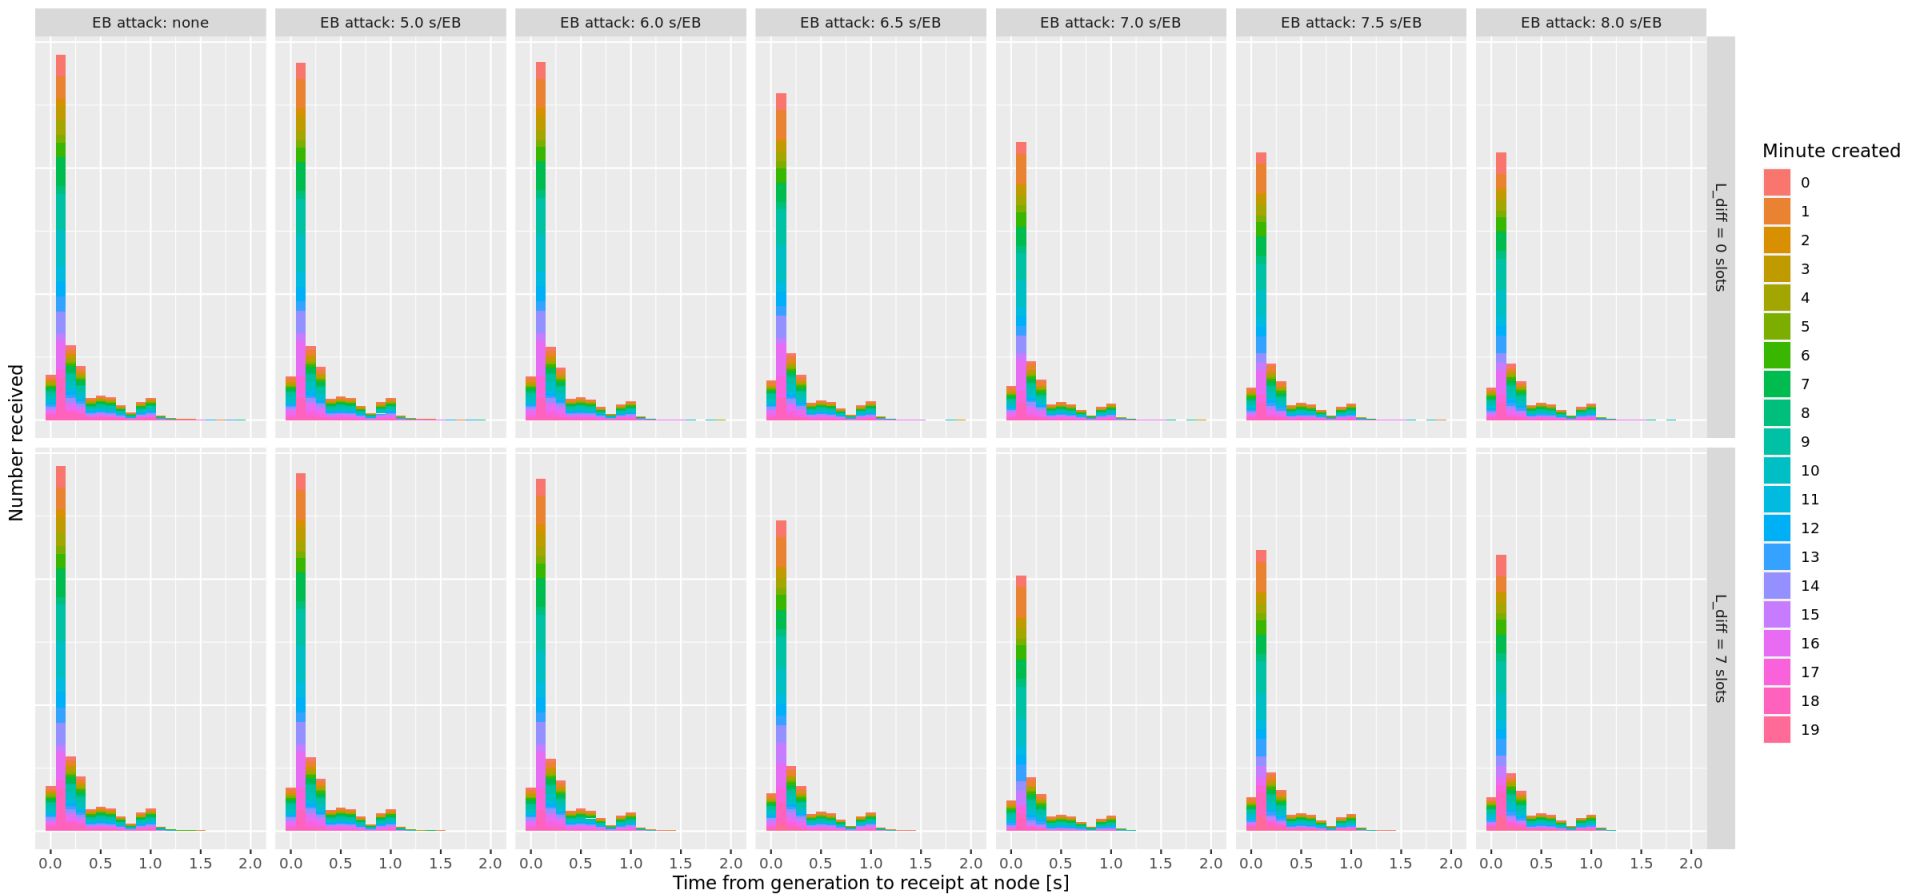 EB attack: none
EB attack: 5.0 s/EB
EB attack: 6.0 s/EB
EB attack: 6.5 s/EB
EB attack: 7.0 s/EB
EB attack: 7.5 s/EB
EB attack: 8.0 s/EB
L_diff = 0 slots
L_diff = 7 slots
Number received
0.0 0.5 1.0 1.5 2.0
0.0 0.5 1.0 1.5 2.0
0.0 0.5 1.0 1.5 2.0
0.0 0.5 1.0 1.5 2.0
0.0 0.5 1.0 1.5 2.0
0.0 0.5 1.0 1.5 2.0
0.0 0.5 1.0 1.5 2.0
Time from generation to receipt at node [s]
Minute created
0
1
2
3
4
5
6
7
8
9
10
11
12
13
14
15
16
17
18
19